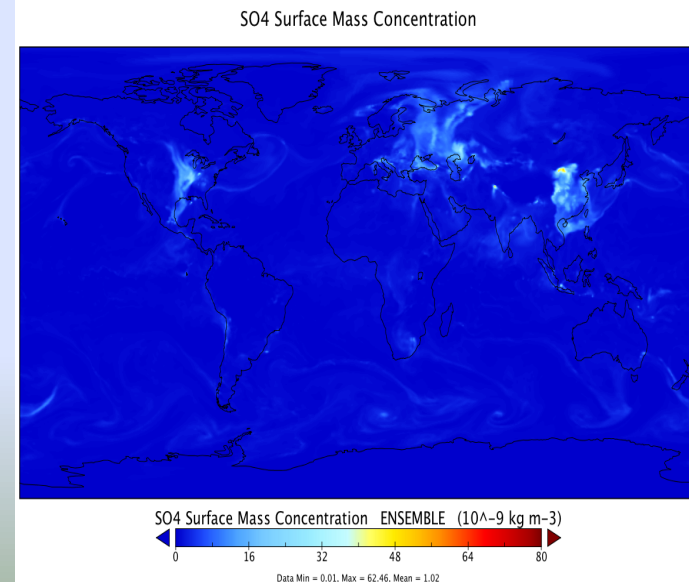 SO4 Surface Mass Concentration
SO4 Surface Mass Concentration ENSEMBLE (10^-9 kg m-3)
0 16 32 48 64 80
Data Min = 0.01, Max = 62.46, Mean = 1.02